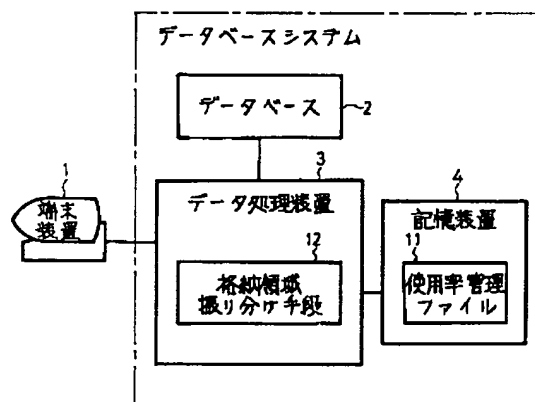 データベースシステム
データベース
2
3
1
端末
装置
データ処理装置
12
格納領域
振り分け手段
4
記憶装置
11
使用率管理
ファイル